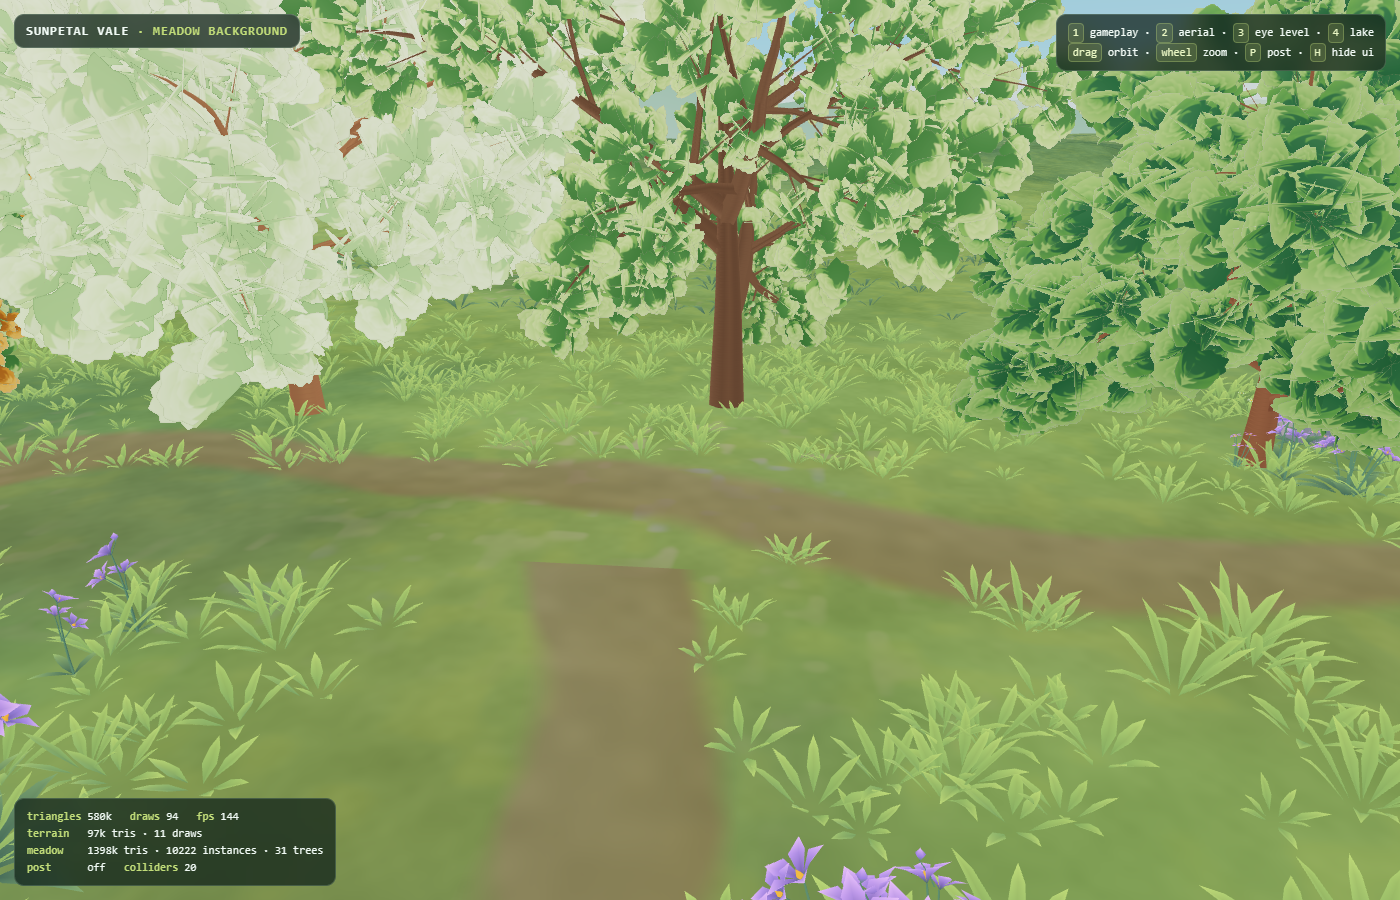 SUNPETAL VALE · MEADOW BACKGROUND
1 gameplay · 2 aerial · 3 eye level · 4 lake
drag orbit · wheel zoom · P post · H hide ui
triangles 580k draws 94 fps 144
terrain 97k tris · 11 draws
meadow 1398k tris · 10222 instances · 31 trees
post off colliders 20